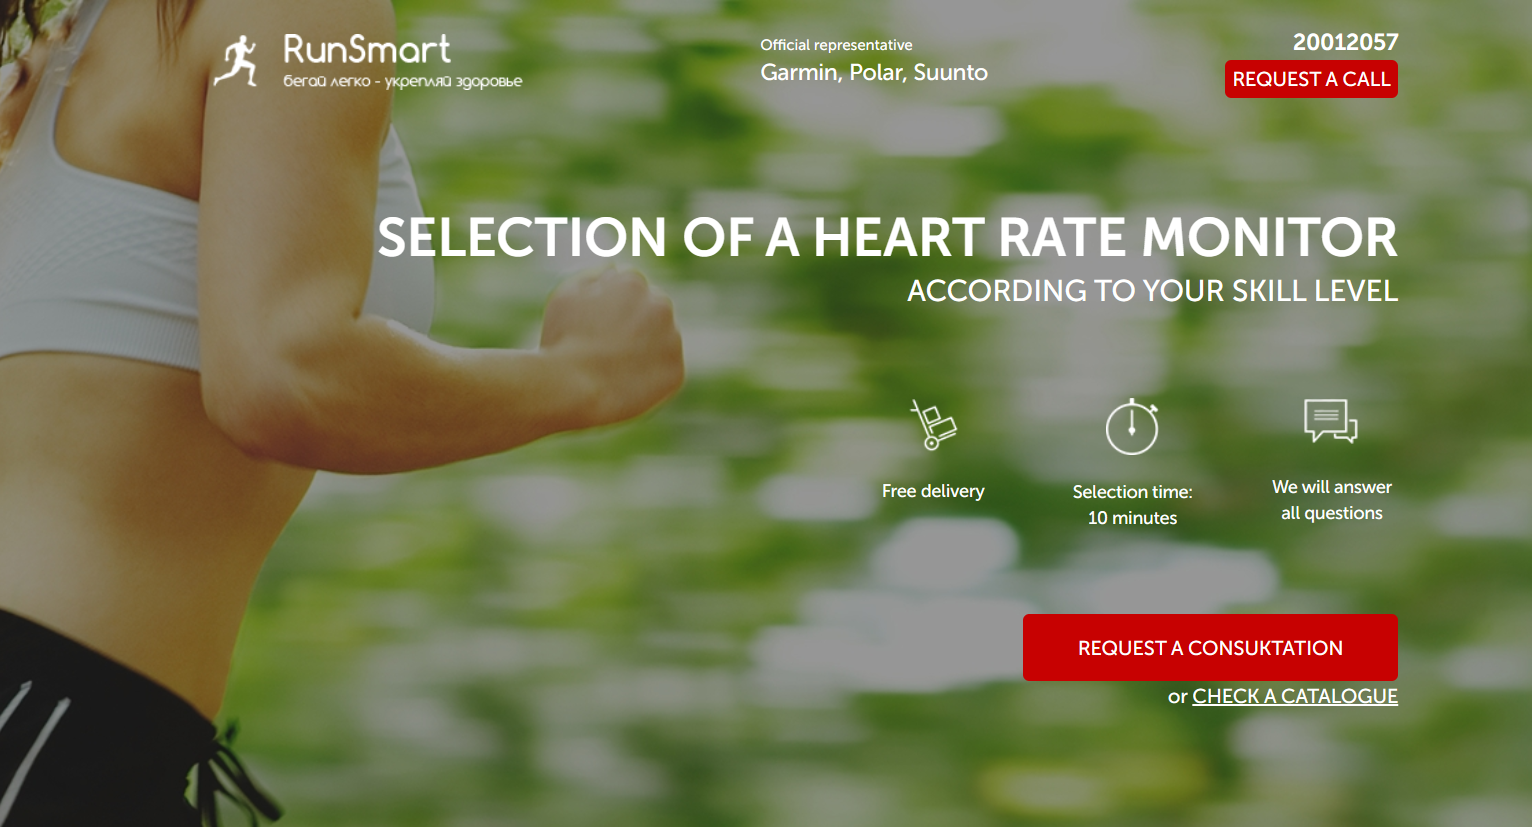 RunSmart
бегай легко - укрепляй здоровье
Official representative
Garmin, Polar, Suunto
20012057
REQUEST A CALL
SELECTION OF A HEART RATE MONITOR
ACCORDING TO YOUR SKILL LEVEL
Free delivery
Selection time:
10 minutes
We will answer
all questions
REQUEST A CONSUKTATION
or CHECK A CATALOGUE